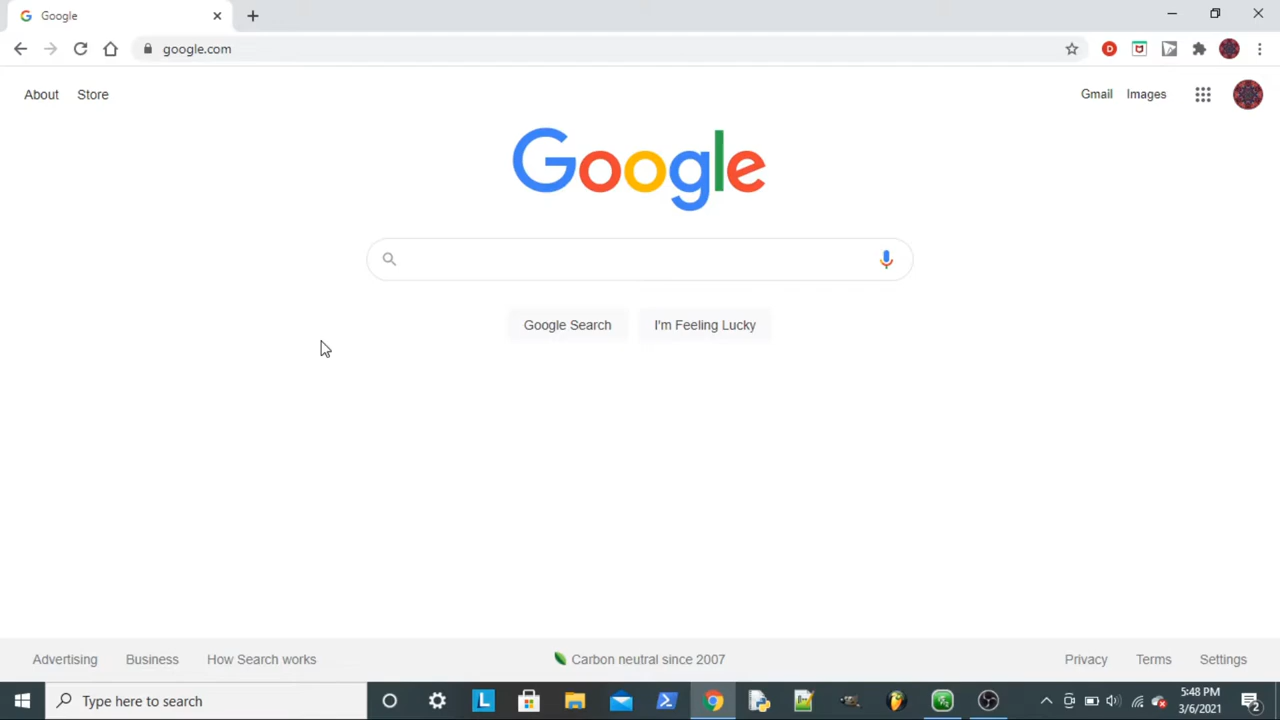 Google
google.com
About Store
Gmail Images
Google
Google Search
I'm Feeling Lucky
Advertising Business How Search works
Carbon neutral since 2007
Privacy Terms Settings
Type here to search
5:48 PM
3/6/2021
2